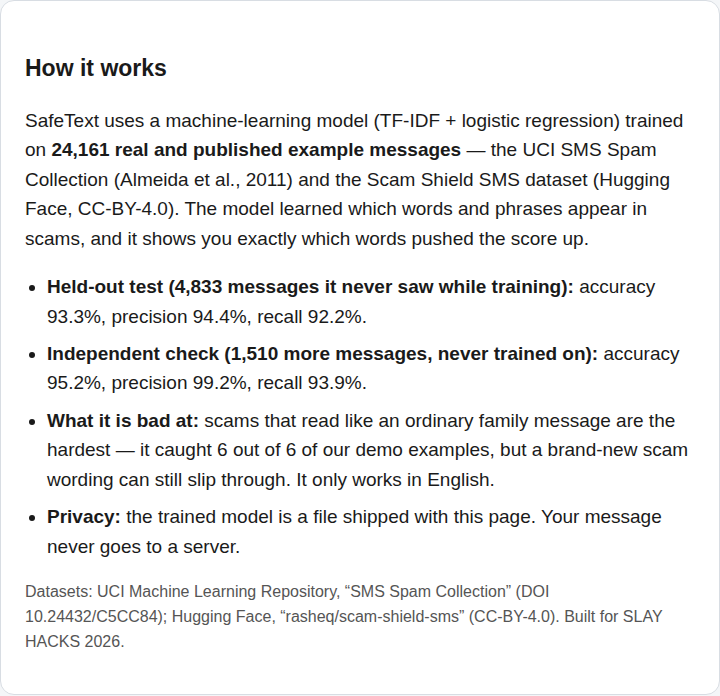 How it works
SafeText uses a machine-learning model (TF-IDF + logistic regression) trained
on 24,161 real and published example messages — the UCI SMS Spam
Collection (Almeida et al., 2011) and the Scam Shield SMS dataset (Hugging
Face, CC-BY-4.0). The model learned which words and phrases appear in
scams, and it shows you exactly which words pushed the score up.
• Held-out test (4,833 messages it never saw while training): accuracy
93.3%, precision 94.4%, recall 92.2%.
• Independent check (1,510 more messages, never trained on): accuracy
95.2%, precision 99.2%, recall 93.9%.
• What it is bad at: scams that read like an ordinary family message are the
hardest — it caught 6 out of 6 of our demo examples, but a brand-new scam
wording can still slip through. It only works in English.
• Privacy: the trained model is a file shipped with this page. Your message
never goes to a server.
Datasets: UCI Machine Learning Repository, “SMS Spam Collection” (DOI
10.24432/C5CC84); Hugging Face, “rasheq/scam-shield-sms” (CC-BY-4.0). Built for SLAY
HACKS 2026.